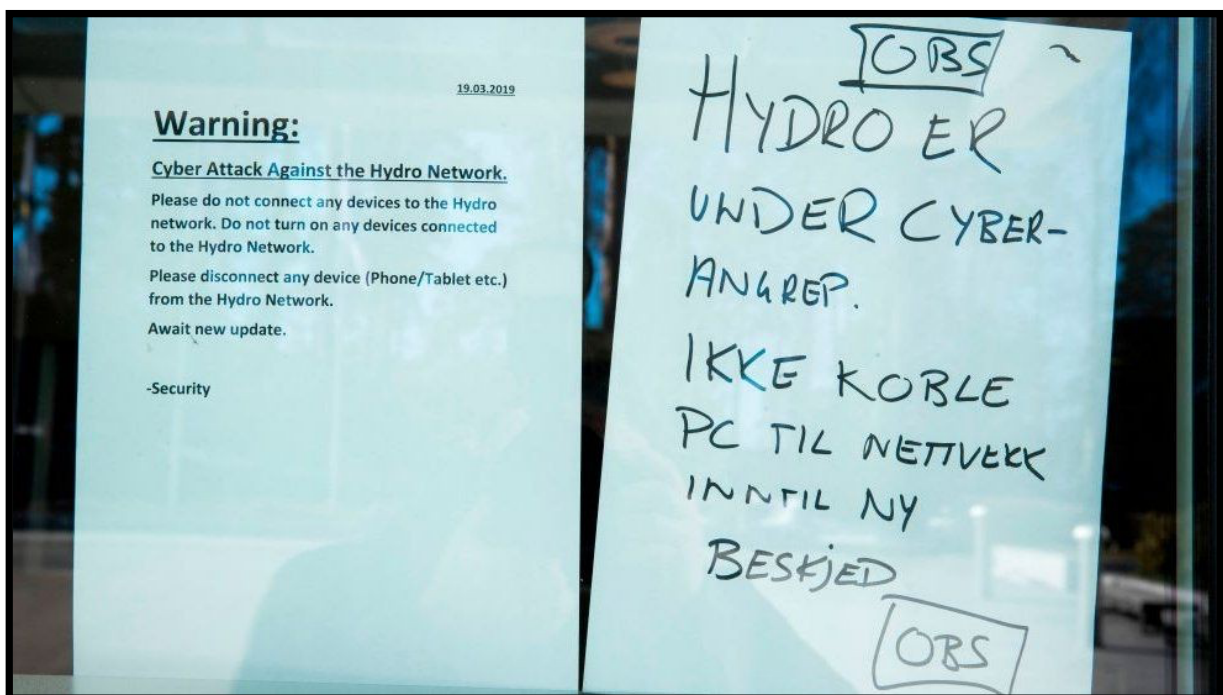 19.03.2019
Warning:
Cyber Attack Against the Hydro Network.
Please do not connect any devices to the Hydro
network. Do not turn on any devices connected
to the Hydro Network.
Please disconnect any device (Phone/Tablet etc.)
from the Hydro Network.
Await new update.
-Security
OBS
HYDRO ER
UNDER CYBER-
ANGREP.
IKKE KOBLE
PC TIL NETTVERK
INNTIL NY
BESKJED
OBS